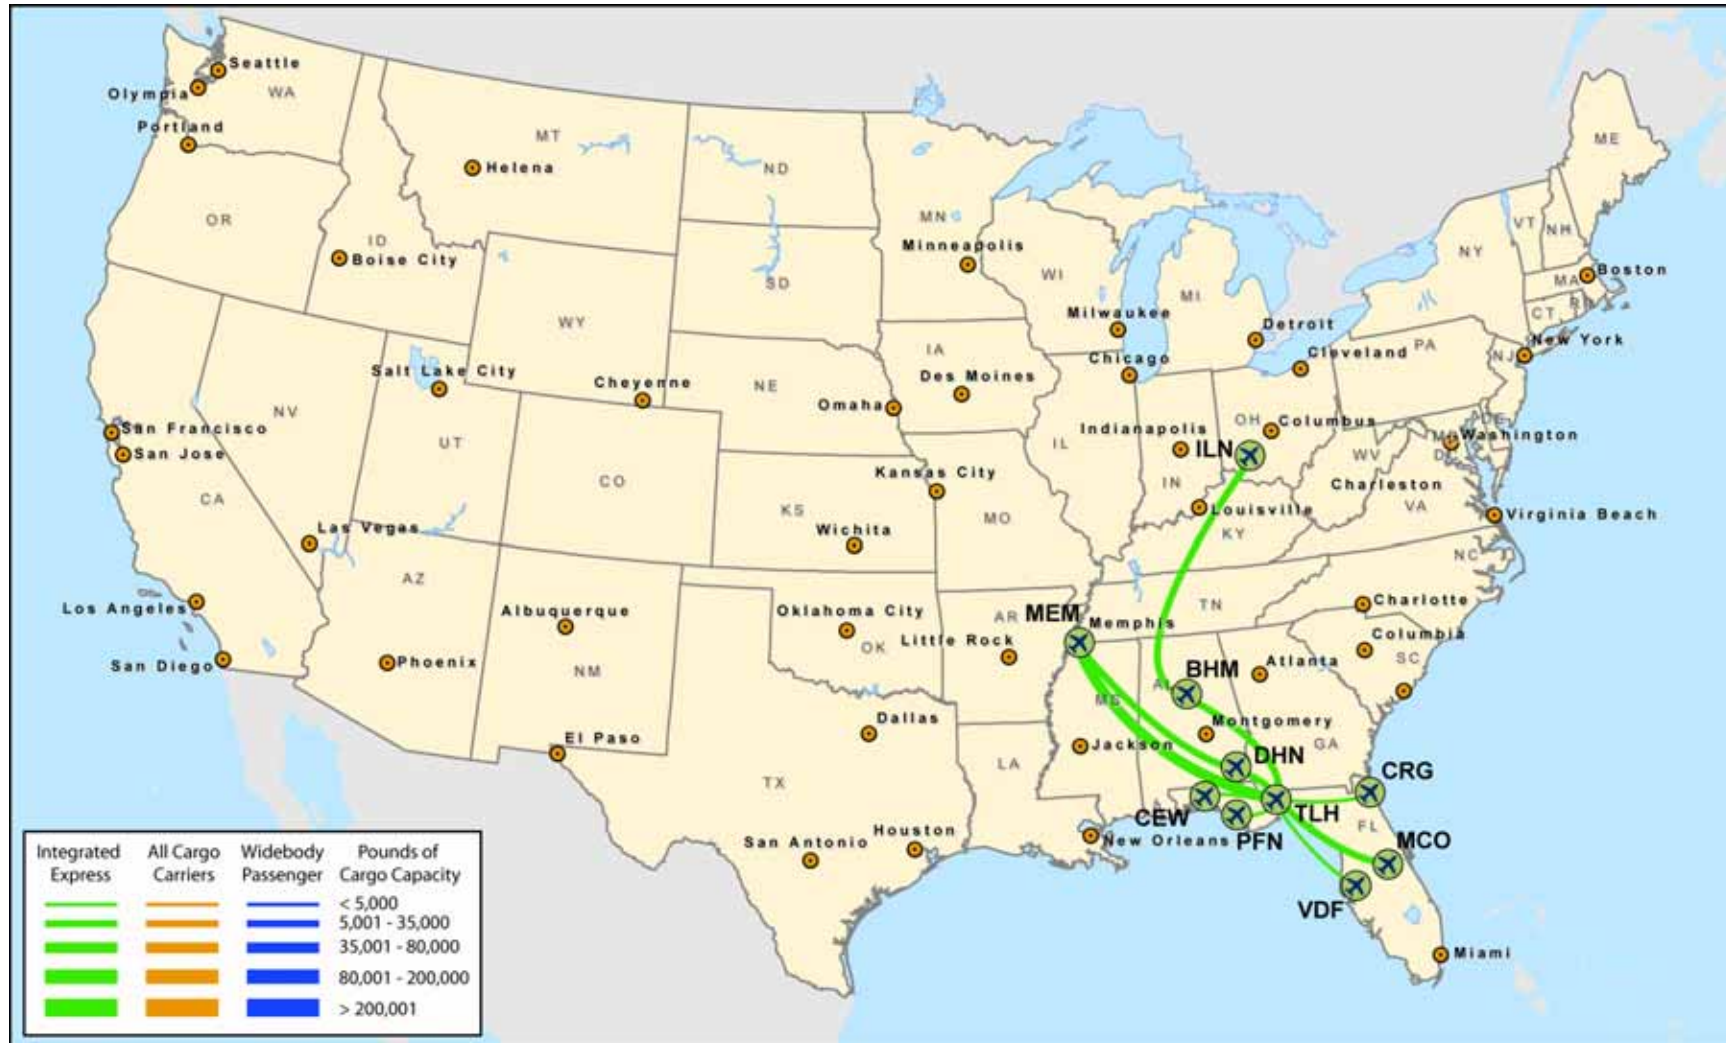 Seattle
Olympia
WA
Portland
MT
Helena
ND
ME
OR
MN
VT
NH
ID
Boise City
Minneapolis
NY
WI
MA
Boston
SD
MI
CT
WY
Milwaukee
Detroit
IA
PA
NJ
New York
Chicago
Cleveland
Salt Lake City
Cheyenne
NE
Des Moines
NV
Omaha
OH
Columbus
San Francisco
UT
IL
Indianapolis
Washington
San Jose
ILN
WV
CO
Kansas City
IN
Charleston
CA
KS
MO
Louisville
VA
Virginia Beach
Las Vegas
Wichita
KY
NC
AZ
Los Angeles
Albuquerque
Oklahoma City
AR
MEM
Memphis
TN
Charlotte
OK
Little Rock
Columbia
San Diego
Phoenix
NM
BHM
Atlanta
SC
AL
MS
Dallas
Montgomery
El Paso
Jackson
GA
DHN
LA
TX
CRG
CEW
TLH
FL
San Antonio
Houston
New Orleans
PFN
MCO
VDF
Miami
Integrated Express
All Cargo Carriers
Widebody Passenger
Pounds of Cargo Capacity
< 5,000
5,001 - 35,000
35,001 - 80,000
80,001 - 200,000
> 200,001